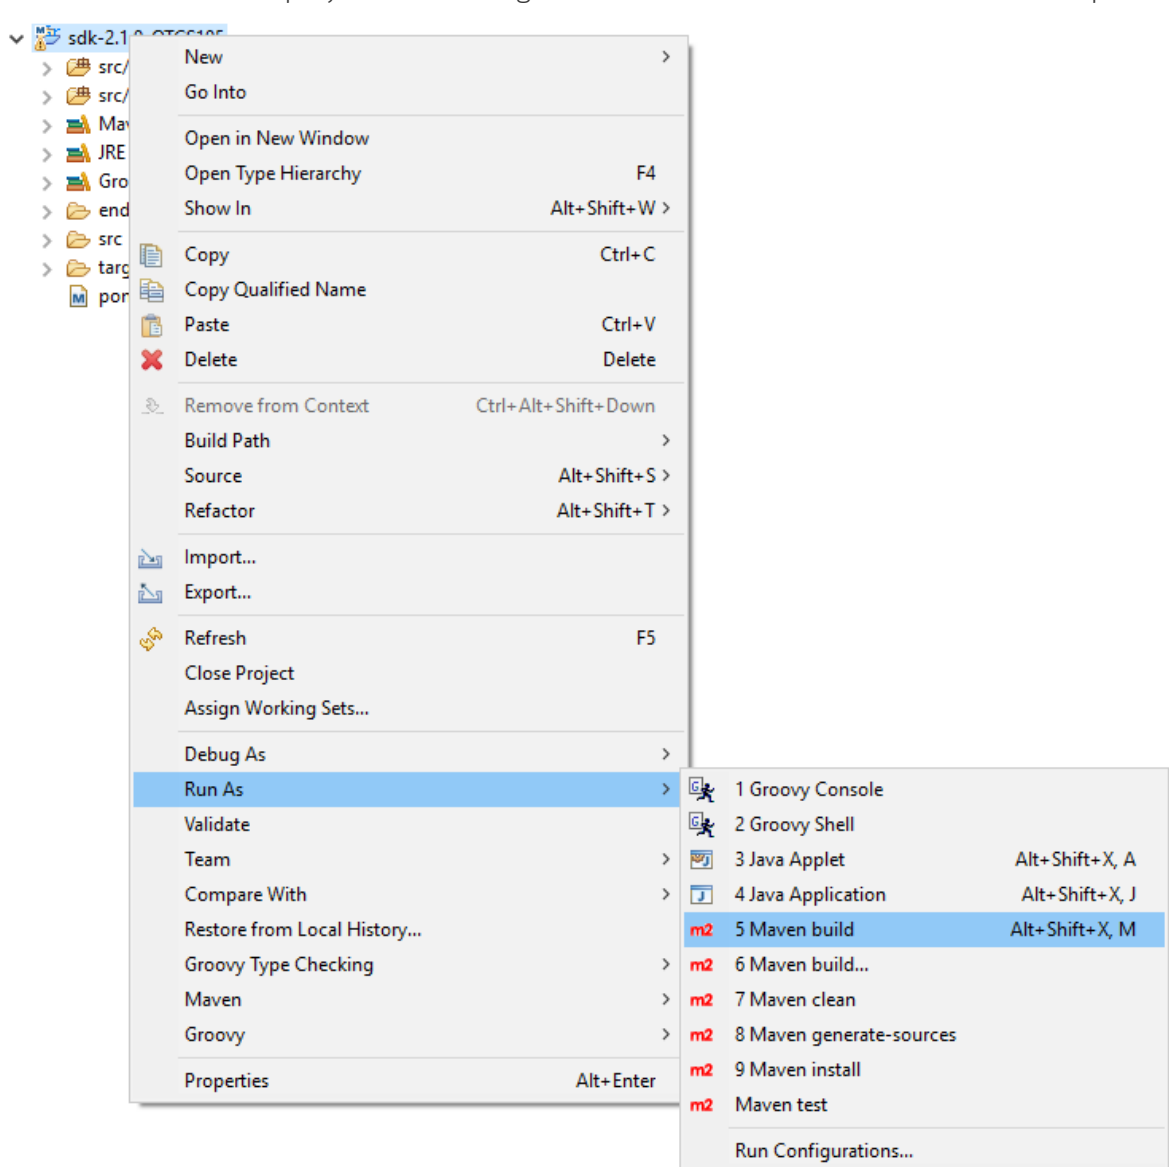 sdk-2.1
src/
New
src/
Go Into
JRE
Open in New Window
Open Type Hierarchy F4
Show In Alt+Shift+W >
src
Copy Ctrl+C
Copy Qualified Name
Paste Ctrl+V
Delete Delete
Remove from Context Ctrl+Alt+Shift+Down
Build Path
Source Alt+Shift+S >
Refactor Alt+Shift+T >
Import...
Export...
Refresh F5
Close Project
Assign Working Sets...
Debug As
Run As
1 Groovy Console
Validate
2 Groovy Shell
Team
3 Java Applet Alt+Shift+X, A
Compare With
4 Java Application Alt+Shift+X, J
Restore from Local History...
m2 5 Maven build Alt+Shift+X, M
Groovy Type Checking
m2 6 Maven build...
Maven
m2 7 Maven clean
Groovy
m2 8 Maven generate-sources
m2 9 Maven install
Properties Alt+Enter
m2 Maven test
Run Configurations...